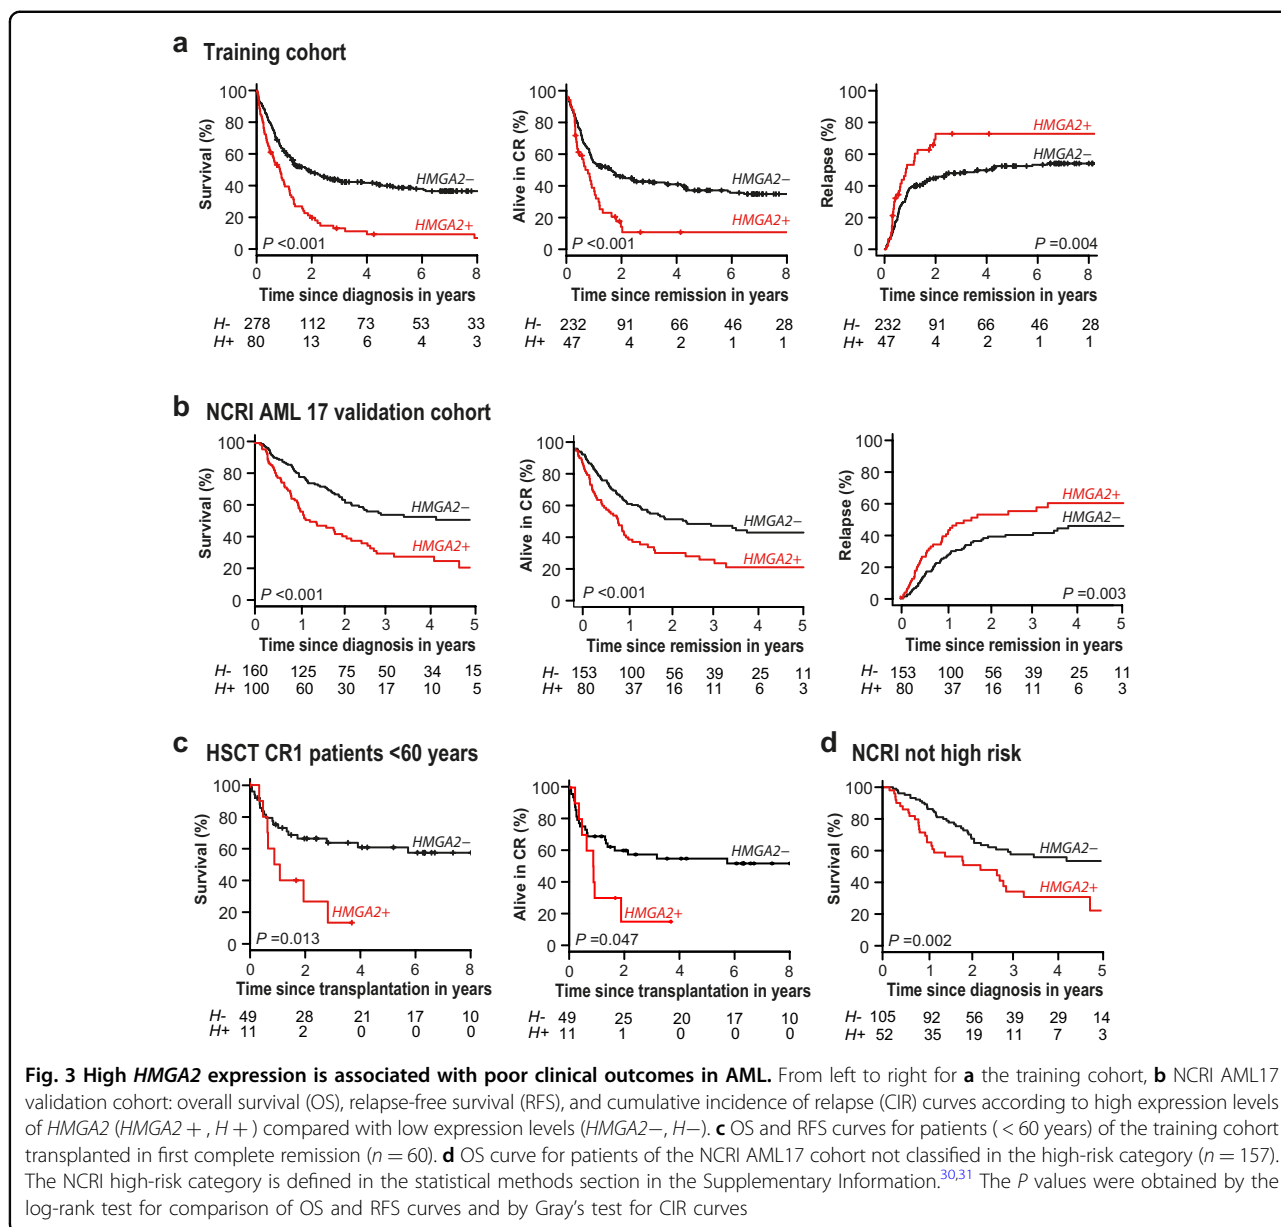 a Training cohort
100
80
60
40
20
0
Survival (%)
HMGA2−
HMGA2+
P <0.001
0 2 4 6 8
Time since diagnosis in years
H- 278 112 73 53 33
H+ 80 13 6 4 3
100
80
60
40
20
0
Alive in CR (%)
HMGA2−
HMGA2+
P <0.001
0 2 4 6 8
Time since remission in years
232 91 66 46 28
47 4 2 1 1
H-
H+
100
80
60
40
20
0
Relapse (%)
HMGA2+
HMGA2−
P =0.004
0 2 4 6 8
Time since remission in years
H- 232 91 66 46 28
H+ 47 4 2 1 1
b NCRI AML 17 validation cohort
100
80
60
40
20
0
Survival (%)
HMGA2−
HMGA2+
P <0.001
0 1 2 3 4 5
Time since diagnosis in years
H- 160 125 75 50 34 15
H+ 100 60 30 17 10 5
100
80
60
40
20
0
Alive in CR (%)
HMGA2−
HMGA2+
P <0.001
0 1 2 3 4 5
Time since remission in years
H- 153 100 56 39 25 11
H+ 80 37 16 11 6 3
100
80
60
40
20
0
Relapse (%)
HMGA2+
HMGA2−
P =0.003
0 1 2 3 4 5
Time since remission in years
H- 153 100 56 39 25 11
H+ 80 37 16 11 6 3
c HSCT CR1 patients <60 years
100
80
60
40
20
0
Survival (%)
HMGA2−
HMGA2+
P =0.013
0 2 4 6 8
Time since transplantation in years
H- 49 28 21 17 10
H+ 11 2 0 0 0
100
80
60
40
20
0
Alive in CR (%)
HMGA2−
HMGA2+
P =0.047
0 2 4 6 8
Time since transplantation in years
H- 49 25 20 17 10
H+ 11 1 0 0 0
d NCRI not high risk
100
80
60
40
20
0
Survival (%)
HMGA2−
HMGA2+
P =0.002
0 1 2 3 4 5
Time since diagnosis in years
H- 105 92 56 39 29 14
H+ 52 35 19 11 7 3
Fig. 3 High HMGA2 expression is associated with poor clinical outcomes in AML. From left to right for a the training cohort, b NCRI AML17
validation cohort: overall survival (OS), relapse-free survival (RFS), and cumulative incidence of relapse (CIR) curves according to high expression levels
of HMGA2 (HMGA2 + , H + ) compared with low expression levels (HMGA2−, H−). c OS and RFS curves for patients ( < 60 years) of the training cohort
transplanted in first complete remission (n = 60). d OS curve for patients of the NCRI AML17 cohort not classified in the high-risk category (n = 157).
The NCRI high-risk category is defined in the statistical methods section in the Supplementary Information.30,31 The P values were obtained by the
log-rank test for comparison of OS and RFS curves and by Gray's test for CIR curves